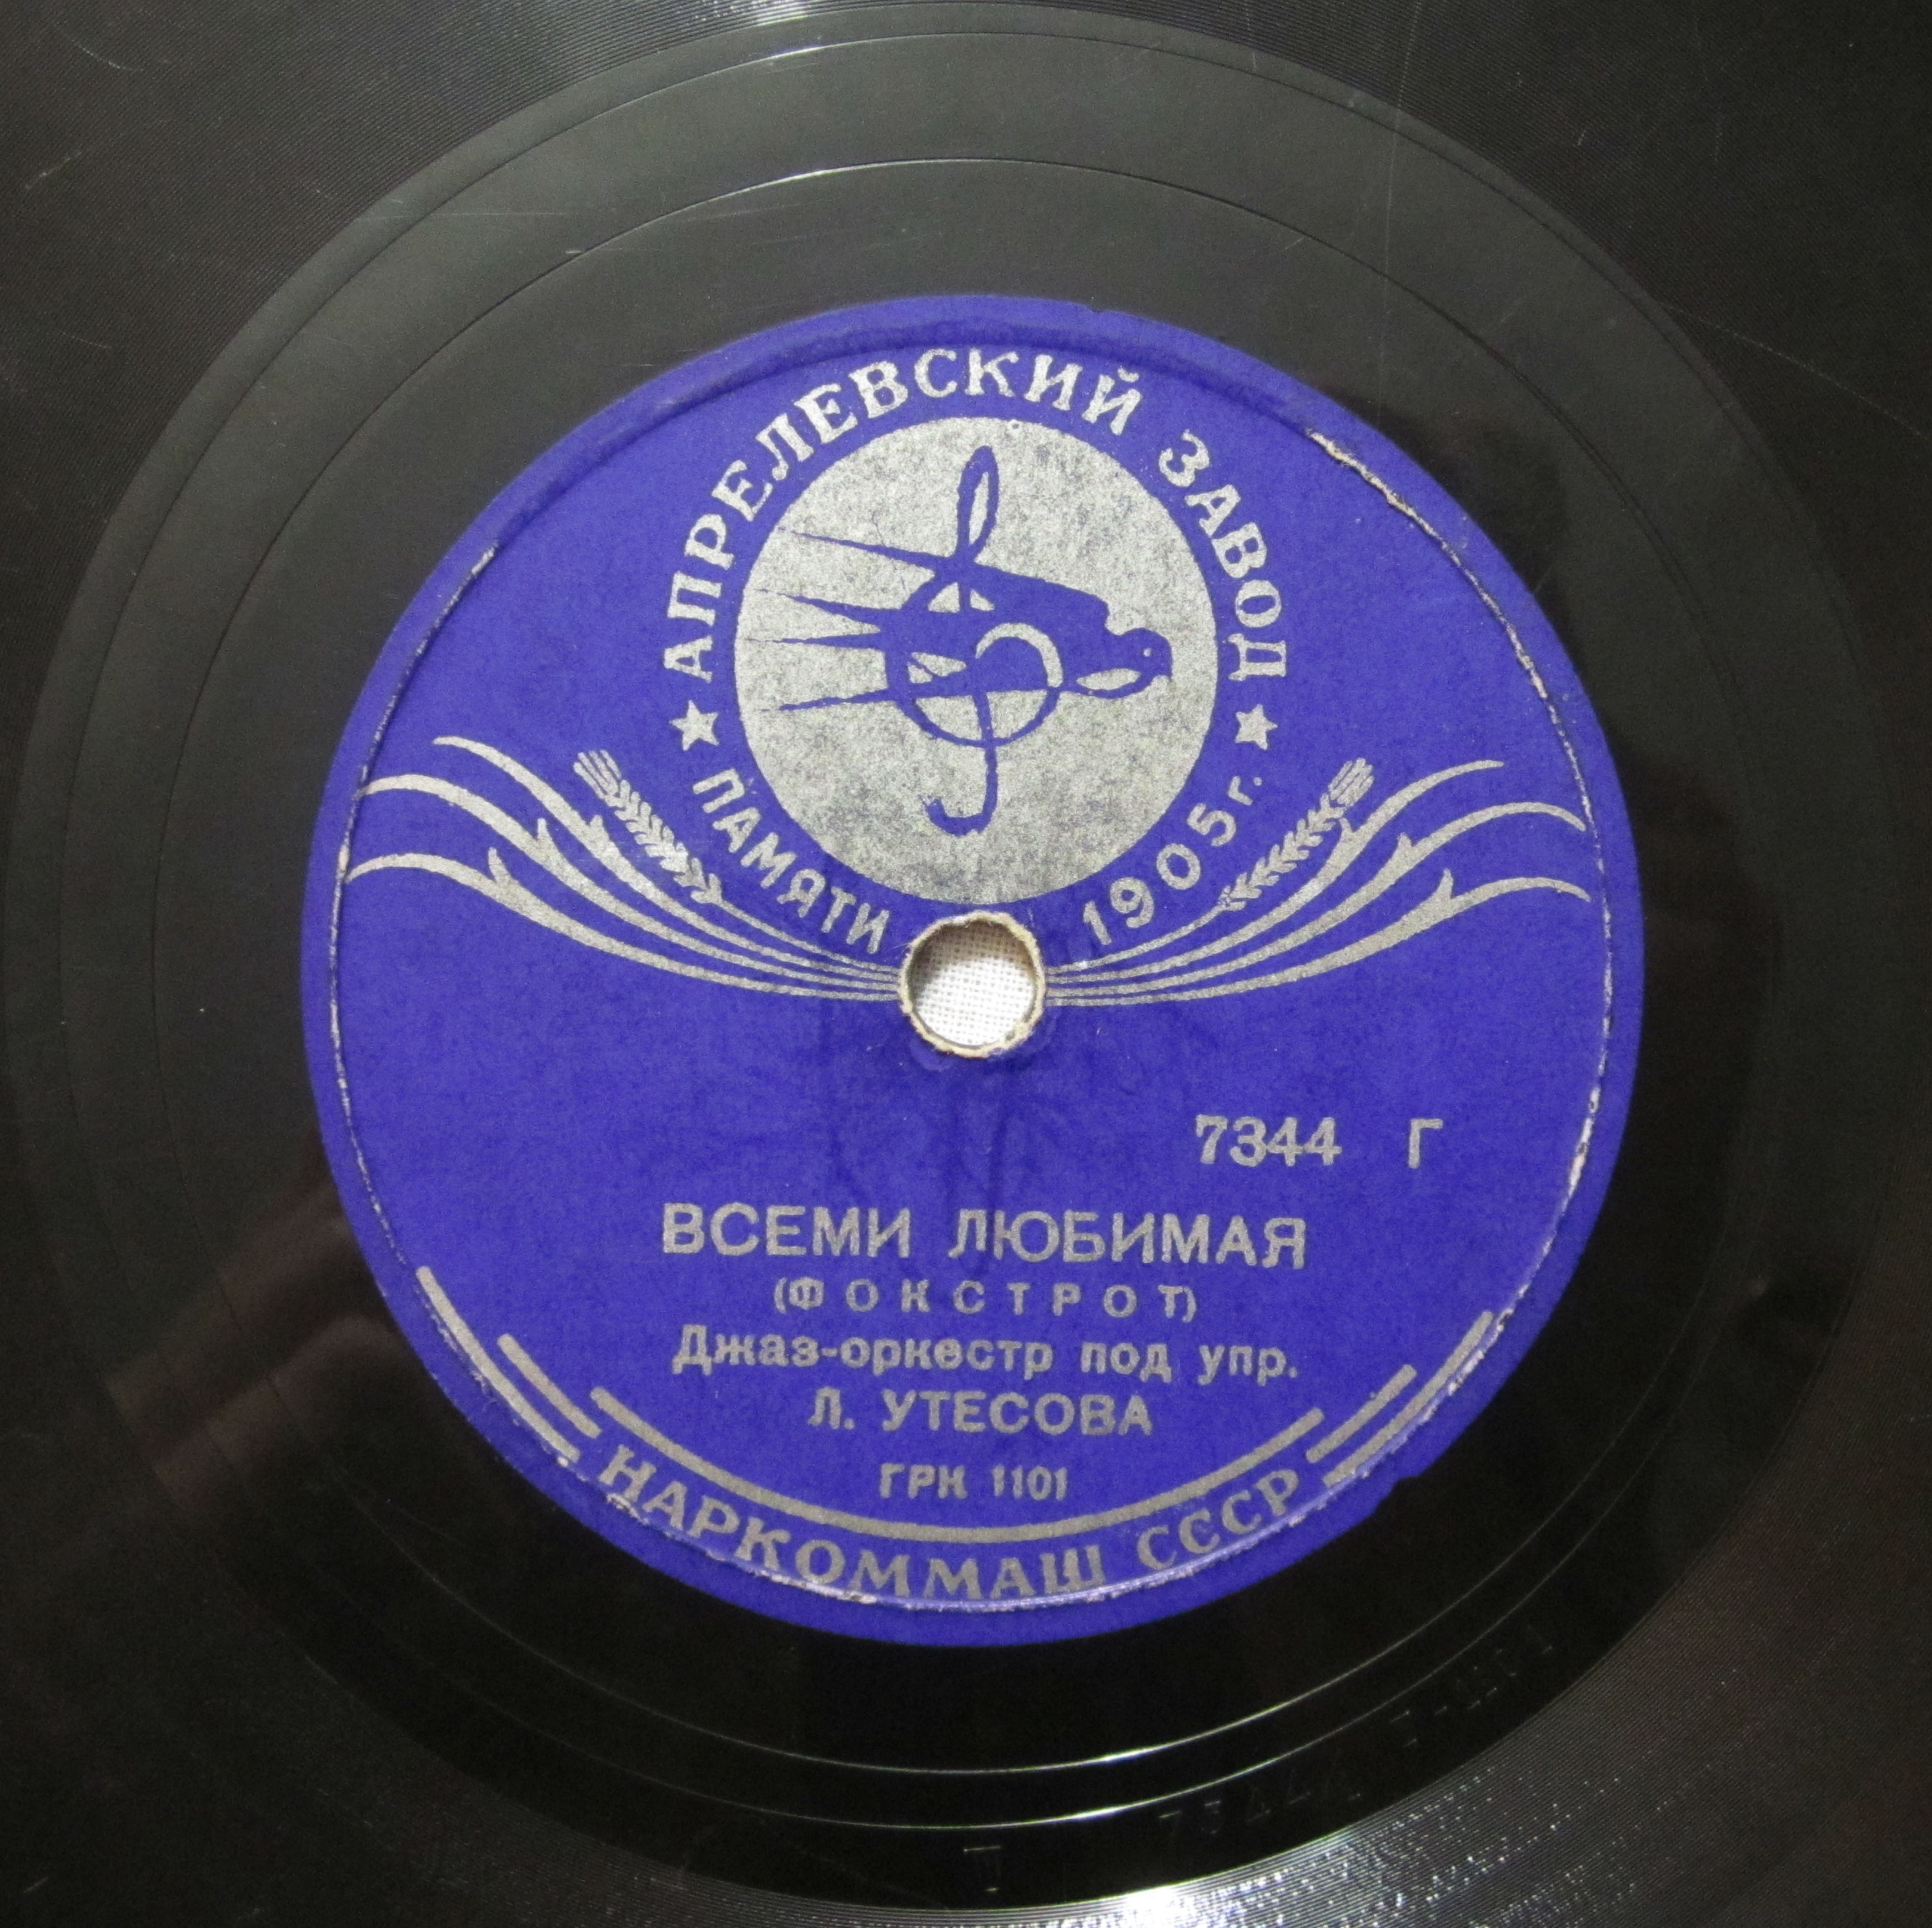 АПРЕЛЕВСКИЙ ЗАВОД
ПАМЯТИ 1905 г.
7344 Г
ВСЕМИ ЛЮБИМАЯ
(ФОКСТРОТ)
Джаз-оркестр под упр.
Л. УТЕСОВА
ГРК 1101
НАРКОММАШ СССР